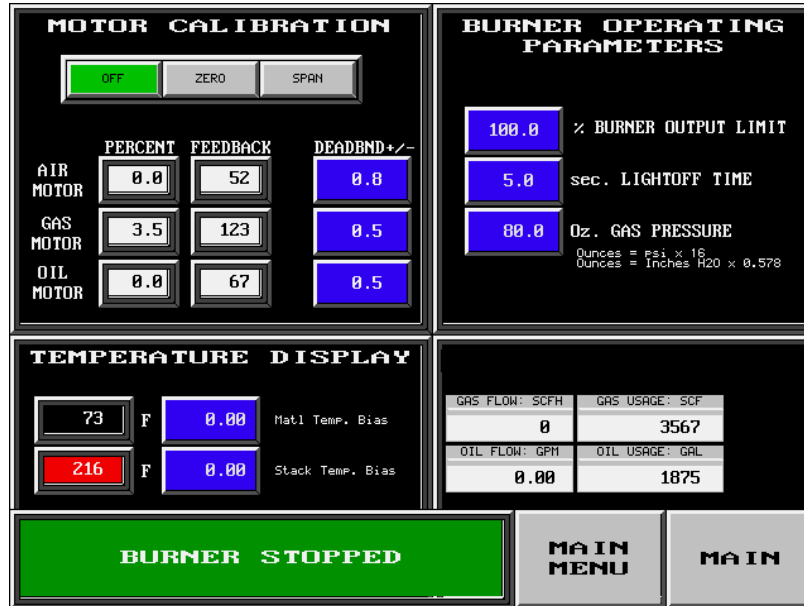 MOTOR CALIBRATION
OFF ZERO SPAN
PERCENT FEEDBACK DEADBND+/-
AIR MOTOR 0.0 52 0.8
GAS MOTOR 3.5 123 0.5
OIL MOTOR 0.0 67 0.5
BURNER OPERATING
PARAMETERS
100.0 % BURNER OUTPUT LIMIT
5.0 sec. LIGHTOFF TIME
80.0 Oz. GAS PRESSURE
Ounces = psi x 16
Ounces = Inches H2O x 0.578
TEMPERATURE DISPLAY
73 F 0.00 Matl Temp. Bias
216 F 0.00 Stack Temp. Bias
GAS FLOW: SCFH GAS USAGE: SCF
0 3567
OIL FLOW: GPM OIL USAGE: GAL
0.00 1875
BURNER STOPPED
MAIN
MENU
MAIN